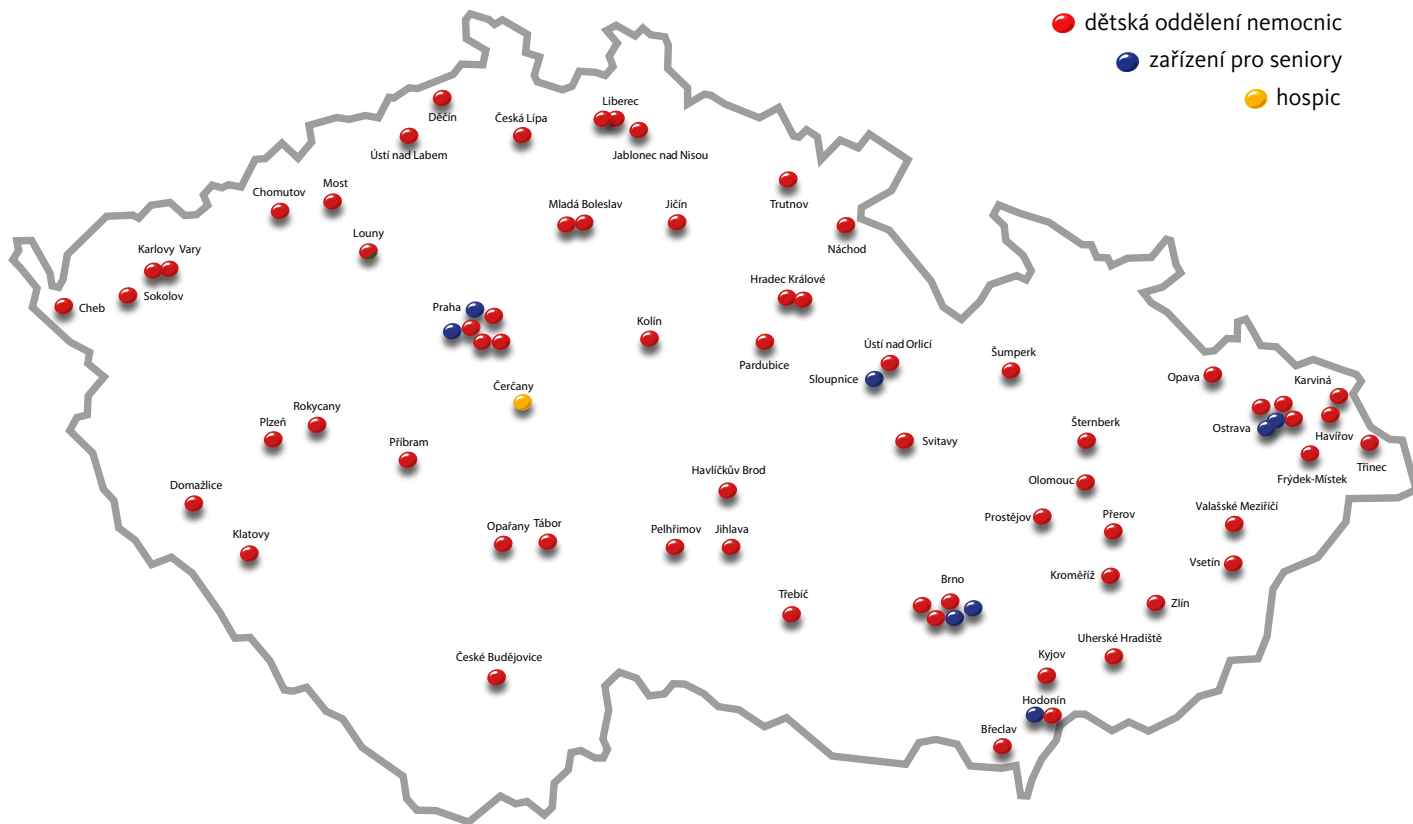 dětská oddělení nemocnic
zařízení pro seniory
hospic
Děčín
Ústí nad Labem
Česká Lípa
Liberec
Jablonec nad Nisou
Chomutov
Most
Louny
Mladá Boleslav
Jičín
Trutnov
Náchod
Karlovy Vary
Sokolov
Cheb
Hradec Králové
Praha
Kolín
Pardubice
Ústí nad Orlicí
Sloupnice
Šumperk
Opava
Karviná
Ostrava
Havířov
Třinec
Frýdek-Místek
Čerčany
Rokycany
Plzeň
Příbram
Svitavy
Šternberk
Olomouc
Havlíčkův Brod
Domažlice
Klatovy
Opařany
Tábor
Pelhřimov
Jihlava
Prostějov
Přerov
Valašské Meziříčí
Vsetín
Kroměříž
Zlín
Brno
Třebíč
Uherské Hradiště
České Budějovice
Kyjov
Hodonín
Břeclav